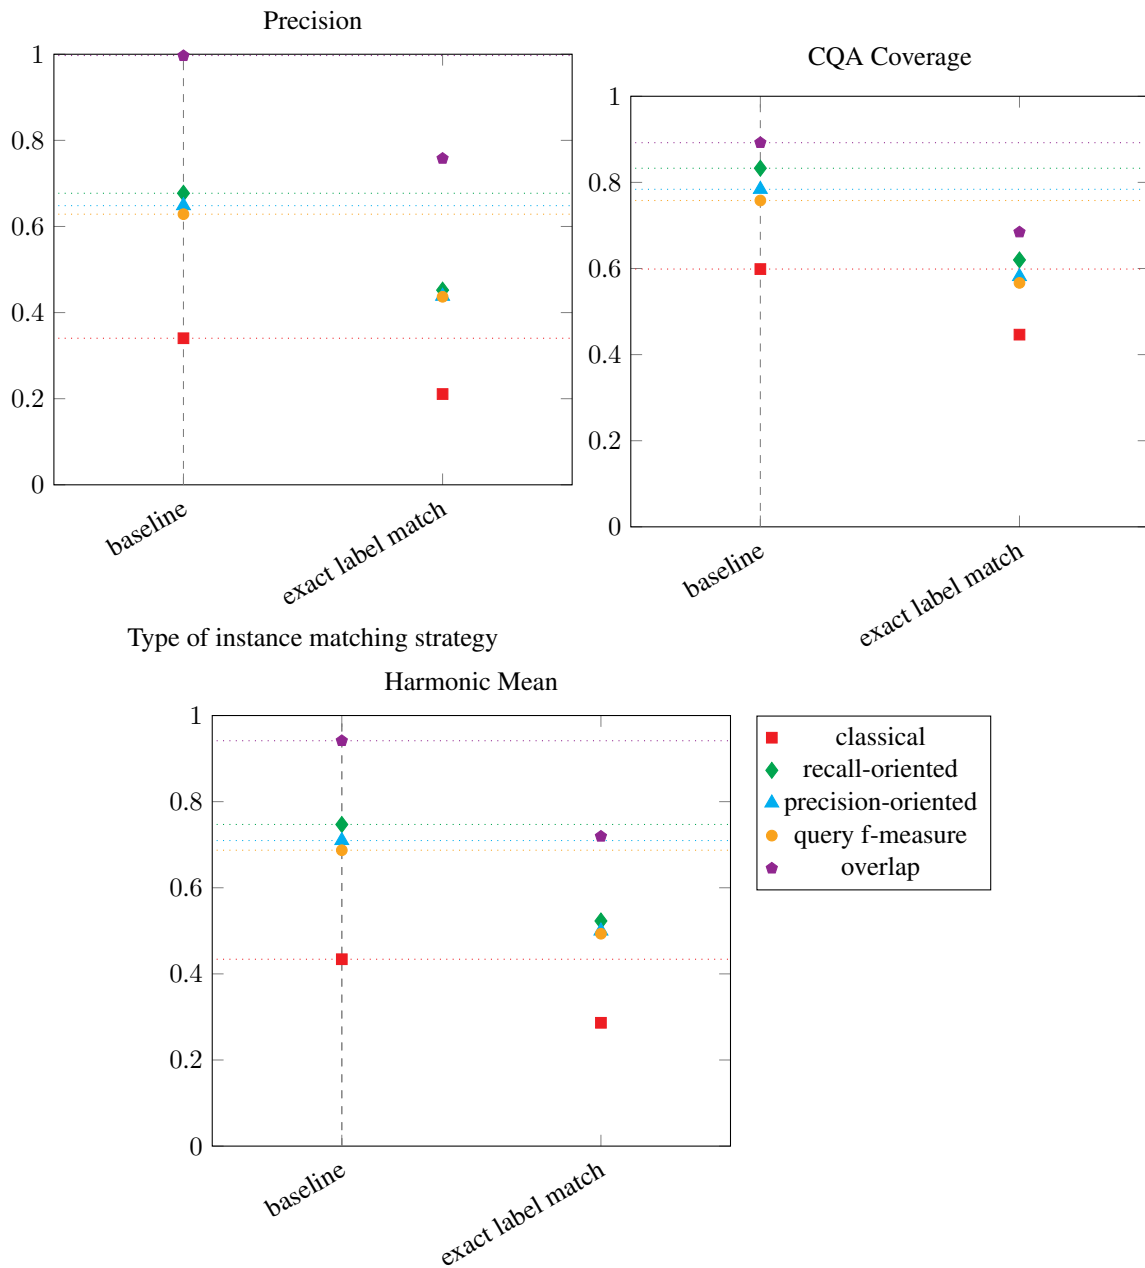 Precision
1
0.8
0.6
0.4
0.2
0
baseline
exact label match
CQA Coverage
1
0.8
0.6
0.4
0.2
0
baseline
exact label match
Type of instance matching strategy
Harmonic Mean
1
0.8
0.6
0.4
0.2
0
baseline
exact label match
classical
recall-oriented
precision-oriented
query f-measure
overlap